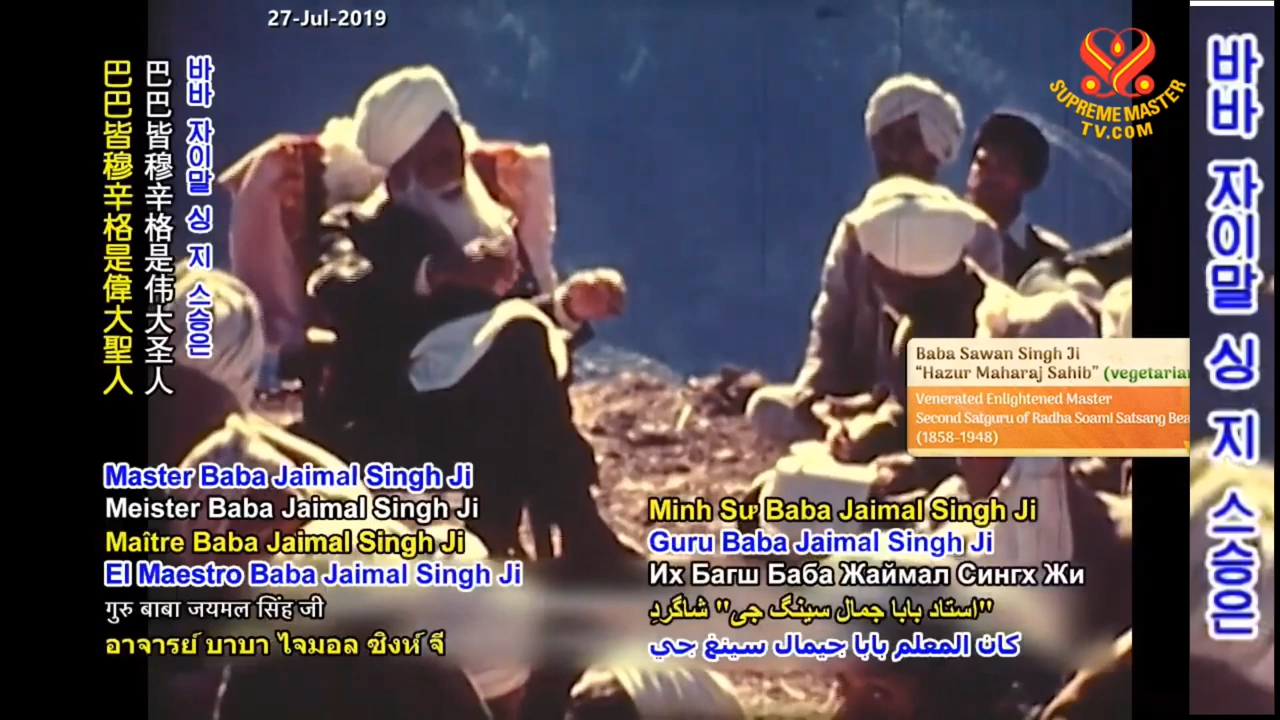 27-Jul-2019
SUPREME MASTER
TV.COM
바바 자이말 싱 지 스승은
巴巴皆穆辛格是伟大圣人
巴巴皆穆辛格是偉大聖人
바바 자이말 싱 지 스승은
Baba Sawan Singh Ji
“Hazur Maharaj Sahib” (vegetarian
Venerated Enlightened Master
Second Satguru of Radha Soami Satsang Bea
(1858-1948)
Master Baba Jaimal Singh Ji
Meister Baba Jaimal Singh Ji
Maître Baba Jaimal Singh Ji
El Maestro Baba Jaimal Singh Ji
गुरु बाबा जयमल सिंह जी
อาจารย์ บาบา ไจมอล ซิงห์ จี
Minh Sư Baba Jaimal Singh Ji
Guru Baba Jaimal Singh Ji
Их Багш Баба Жаймал Сингх Жи
"استاد بابا جمال سینگ جی" شاگردِ
كان المعلم بابا جيمال سينغ جي